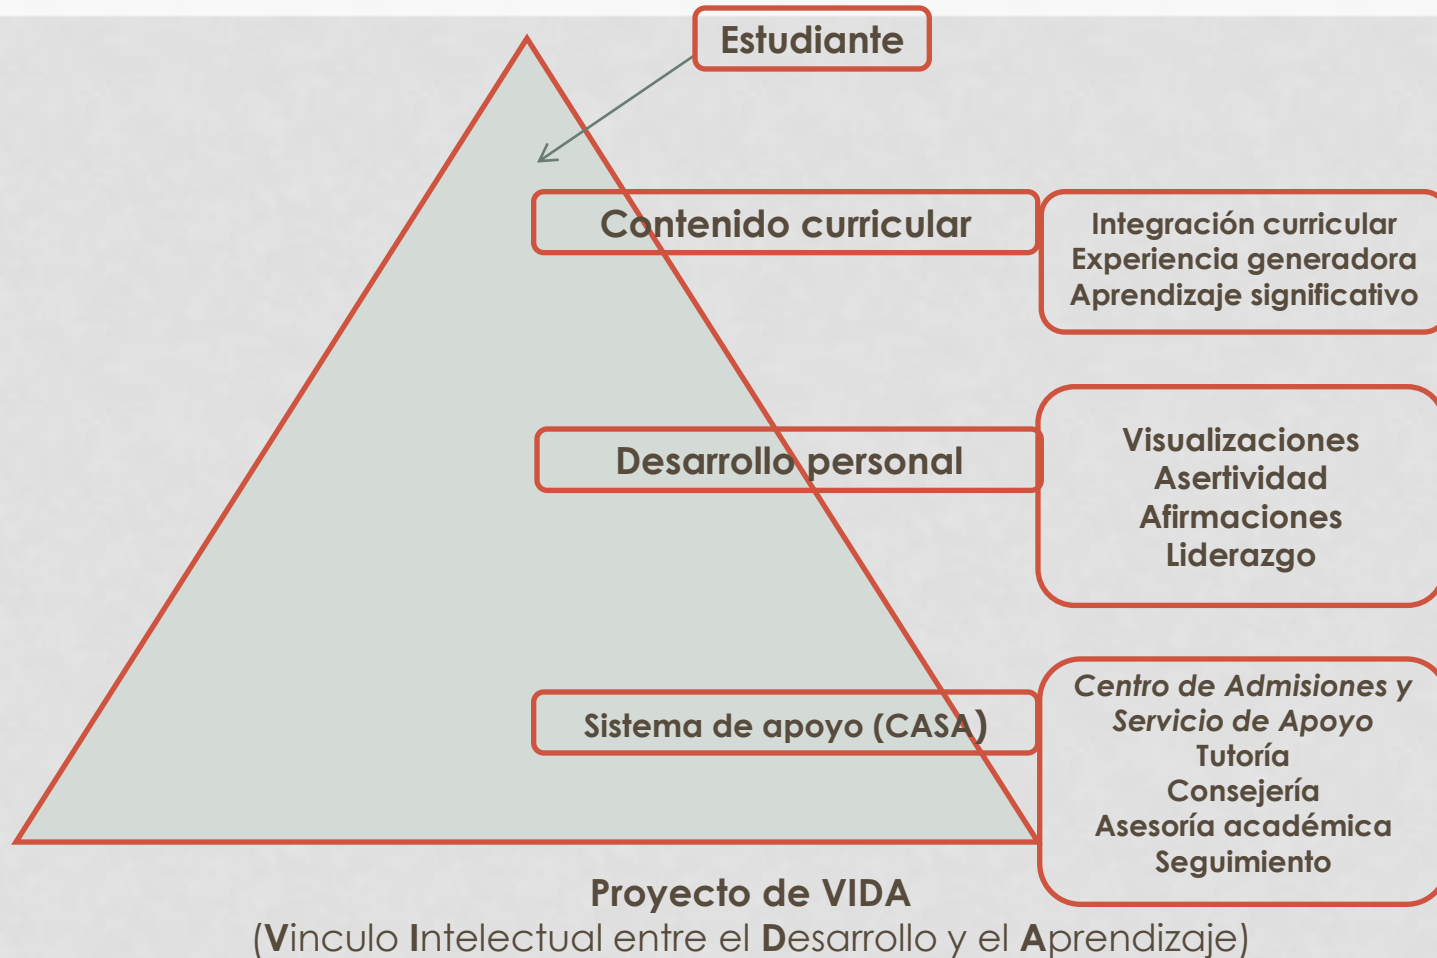 Estudiante
Contenido curricular
Integración curricular
Experiencia generadora
Aprendizaje significativo
Desarrollo personal
Visualizaciones
Asertividad
Afirmaciones
Liderazgo
Sistema de apoyo (CASA)
Centro de Admisiones y
Servicio de Apoyo
Tutoría
Consejería
Asesoría académica
Seguimiento
Proyecto de VIDA
(Vinculo Intelectual entre el Desarrollo y el Aprendizaje)